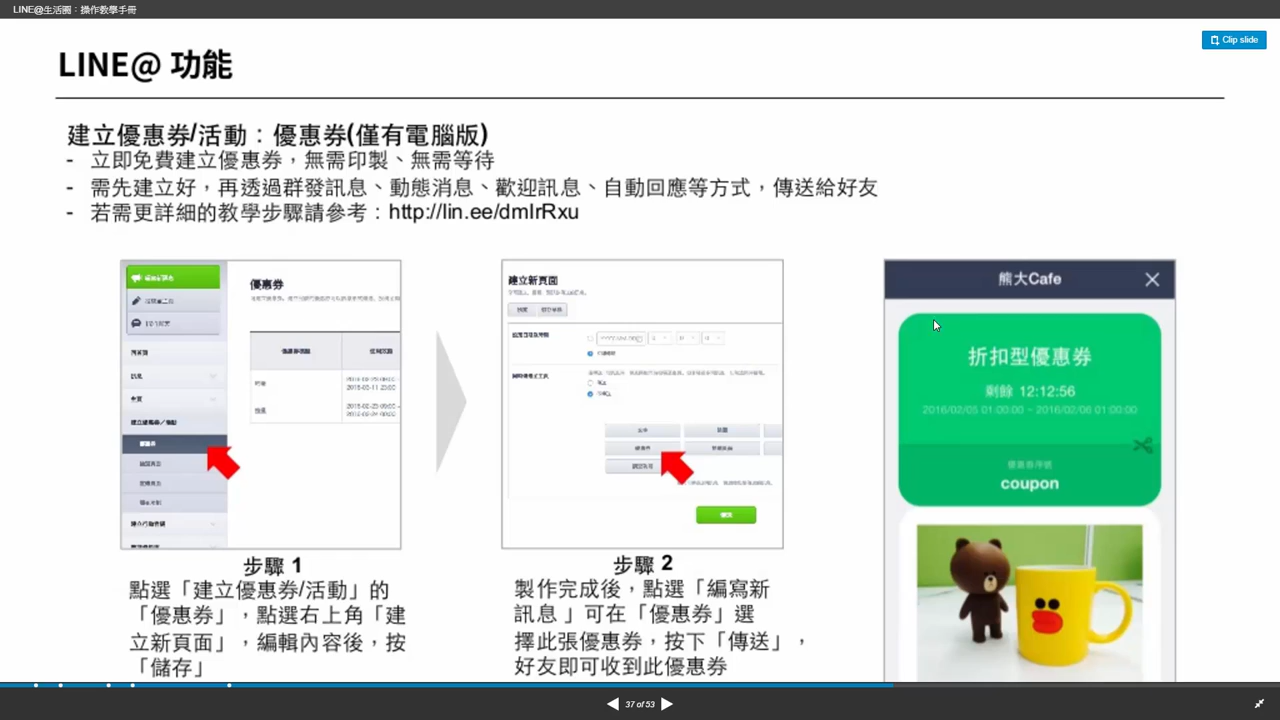 LINE@生活圈：操作教學手冊
Clip slide
LINE@ 功能
建立優惠券/活動：優惠券(僅有電腦版)
- 立即免費建立優惠券，無需印製、無需等待
- 需先建立好，再透過群發訊息、動態消息、歡迎訊息、自動回應等方式，傳送給好友
- 若需更詳細的教學步驟請參考：http://lin.ee/dmIrRxu
優惠券
建立新頁面
熊大Cafe
折扣型優惠券
剩餘 12:12:56
2016/02/05 01:00:00 ~ 2016/02/06 01:00:00
優惠券序號
coupon
步驟 1
點選「建立優惠券/活動」的
「優惠券」，點選右上角「建
立新頁面」，編輯內容後，按
「儲存」
步驟 2
製作完成後，點選「編寫新
訊息 」可在「優惠券」選
擇此張優惠券，按下「傳送」，
好友即可收到此優惠券
37 of 53